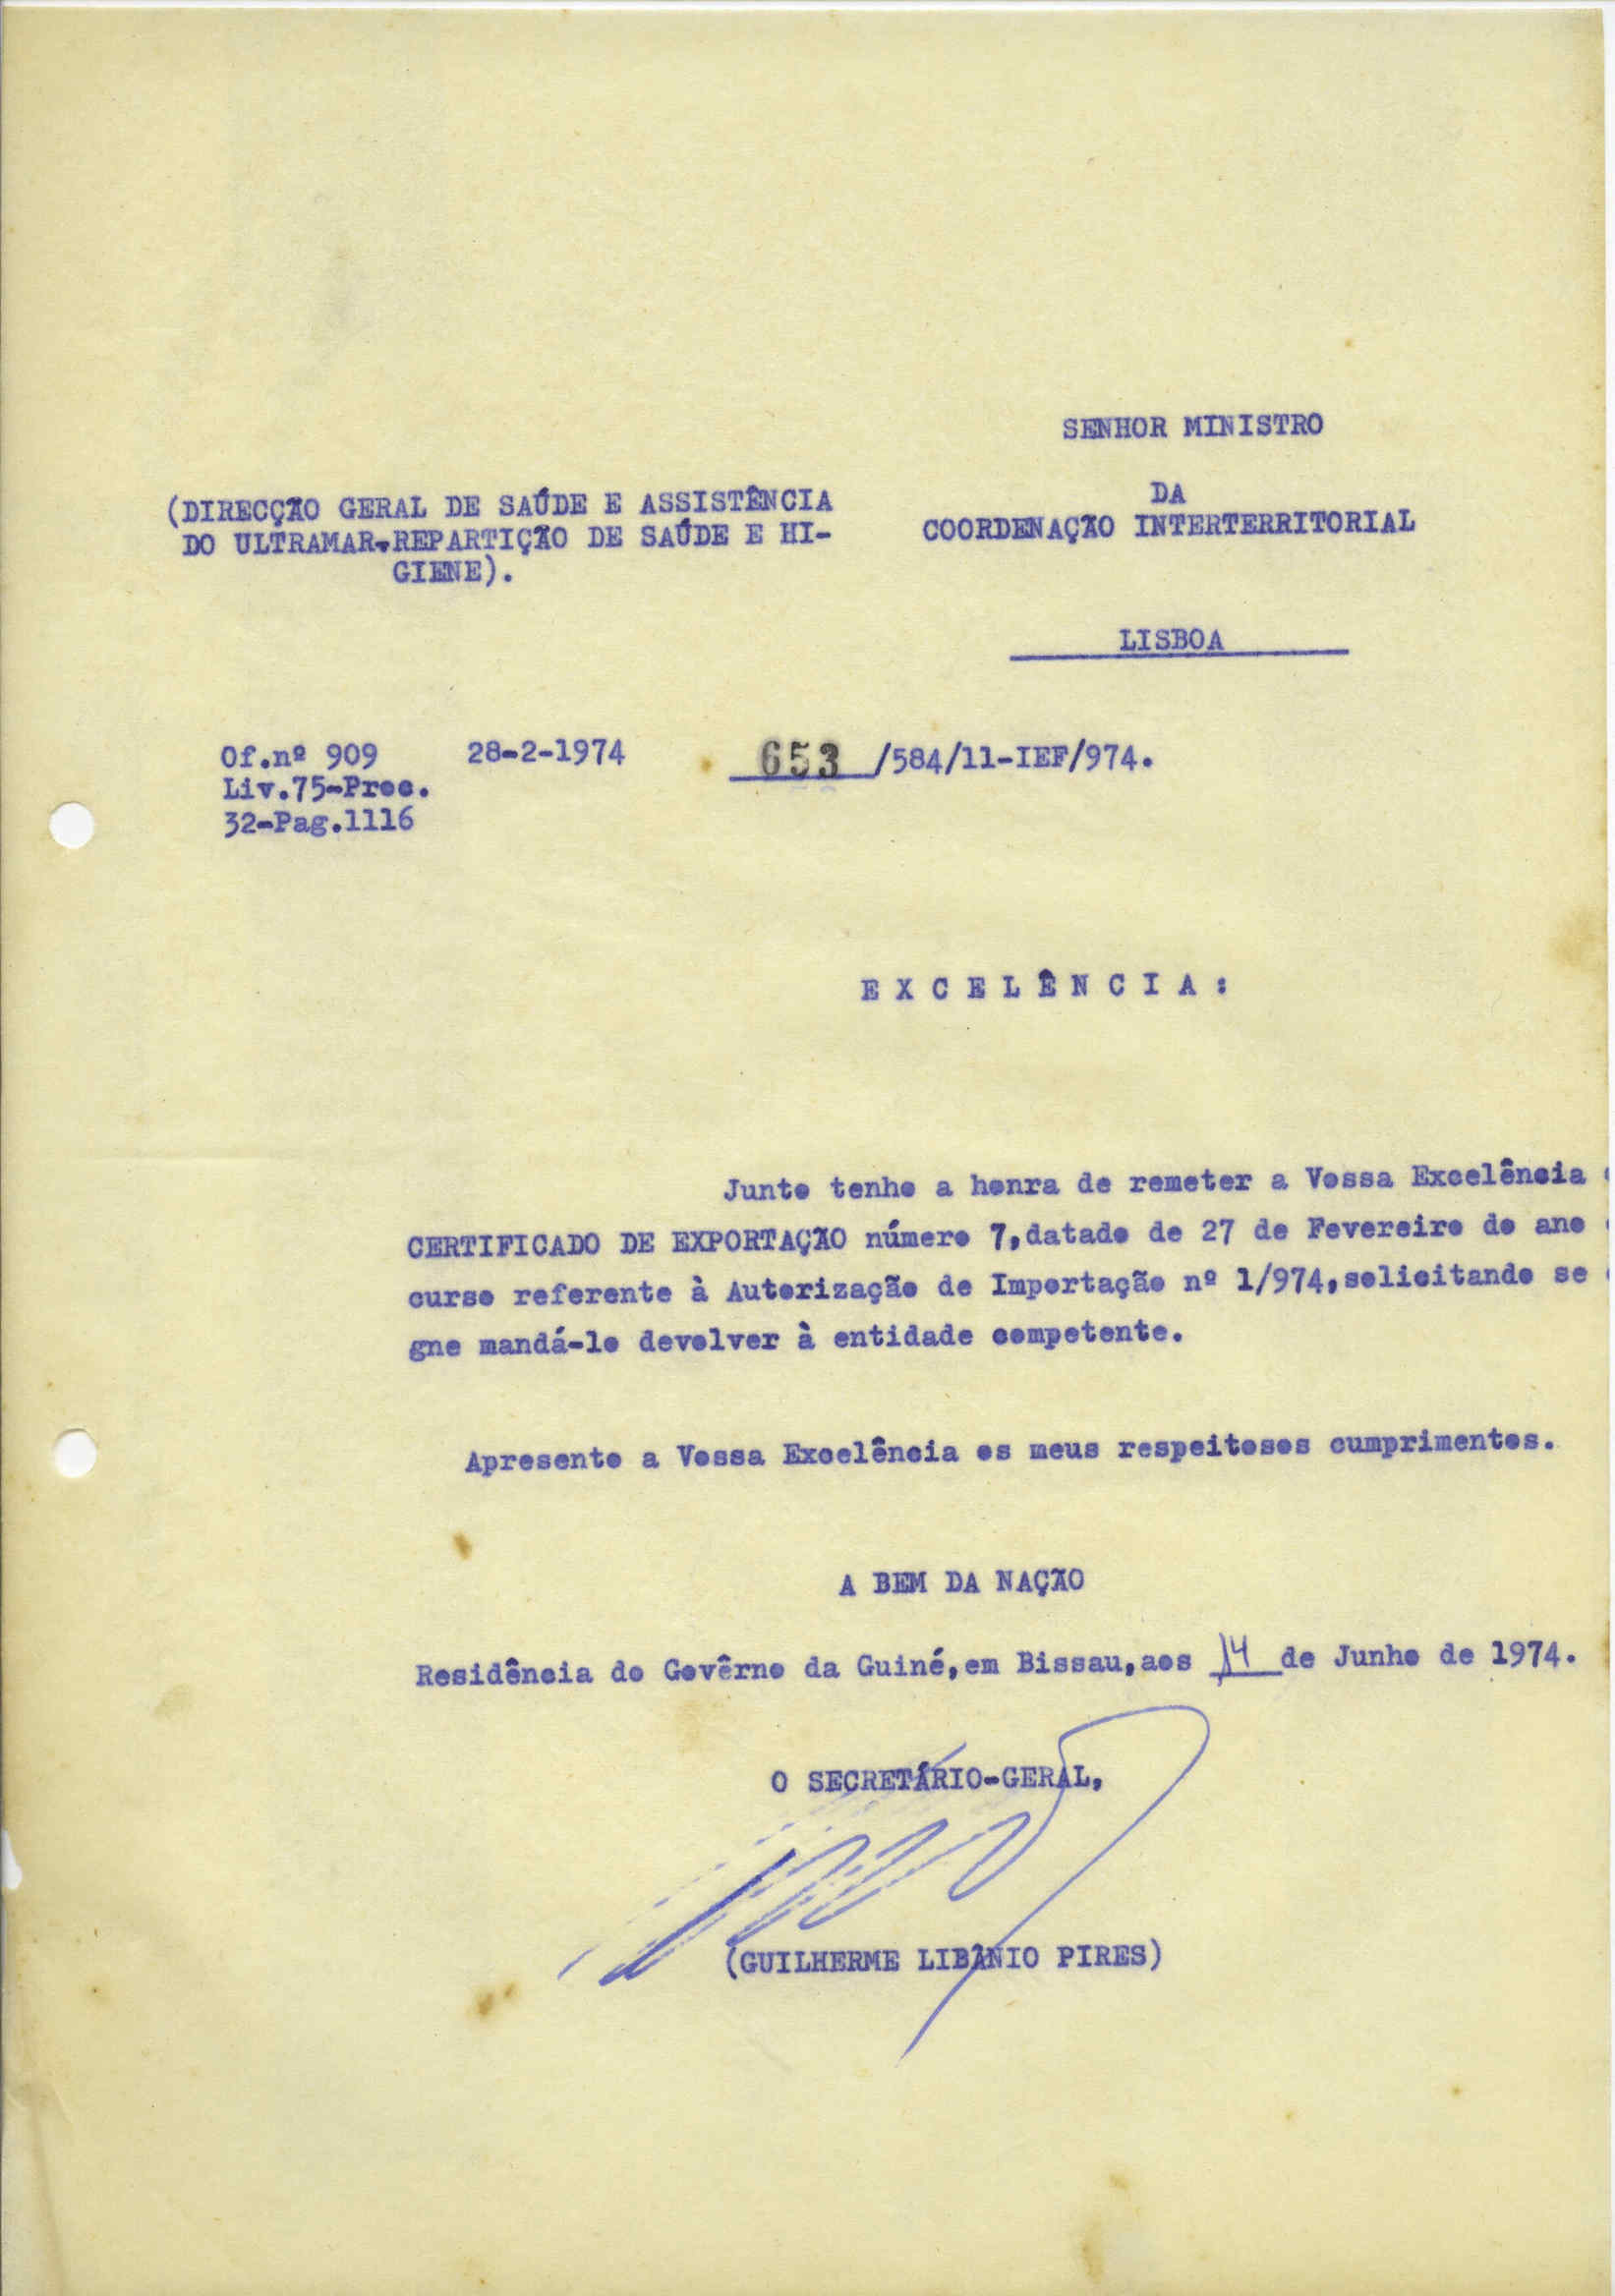 SENHOR MINISTRO
DA
COORDENAÇÃO INTERTERRITORIAL
LISBOA
(DIRECÇÃO GERAL DE SAÚDE E ASSISTÊNCIA
DO ULTRAMAR.REPARTIÇÃO DE SAÚDE E HI-
GIENE).
Of.nº 909 28-2-1974 653 /584/11-IEF/974.
Liv.75-Proc.
32-Pag.1116
EXCELÊNCIA:
Junto tenho a honra de remeter a Vossa Excelência
CERTIFICADO DE EXPORTAÇÃO número 7,datado de 27 de Fevereiro do ano
curso referente à Autorização de Importação nº 1/974,solicitando se
gne mandá-lo devolver à entidade competente.
Apresento a Vossa Excelência os meus respeitosos cumprimentos.
A BEM DA NAÇÃO
Residência do Govêrno da Guiné,em Bissau,aos 14 de Junho de 1974.
O SECRETÁRIO-GERAL,
(GUILHERME LIBÂNIO PIRES)